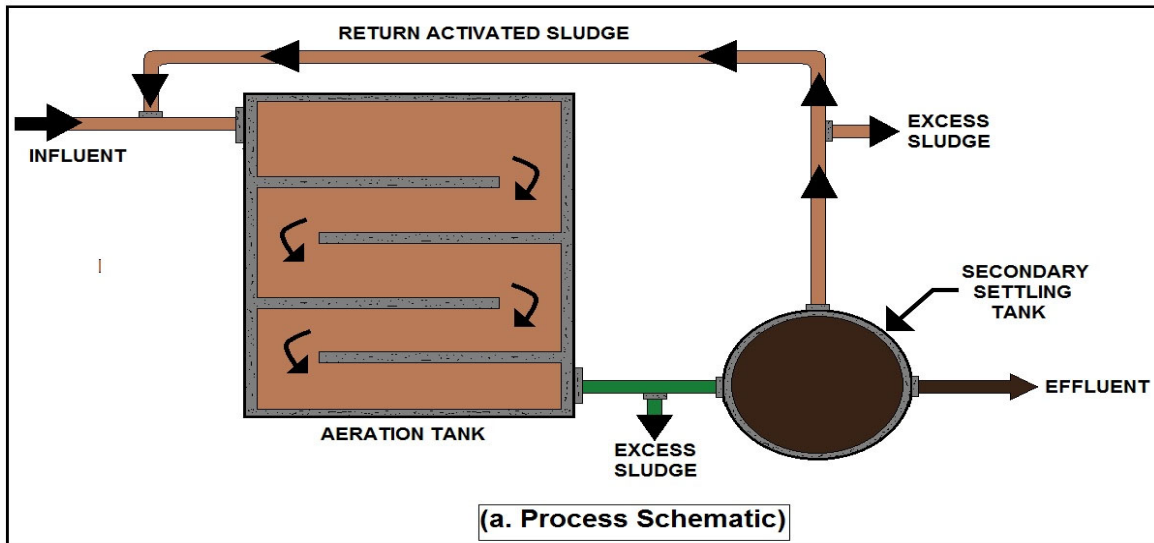 RETURN ACTIVATED SLUDGE
INFLUENT
EXCESS
SLUDGE
SECONDARY
SETTLING
TANK
EFFLUENT
AERATION TANK
EXCESS
SLUDGE
(a. Process Schematic)